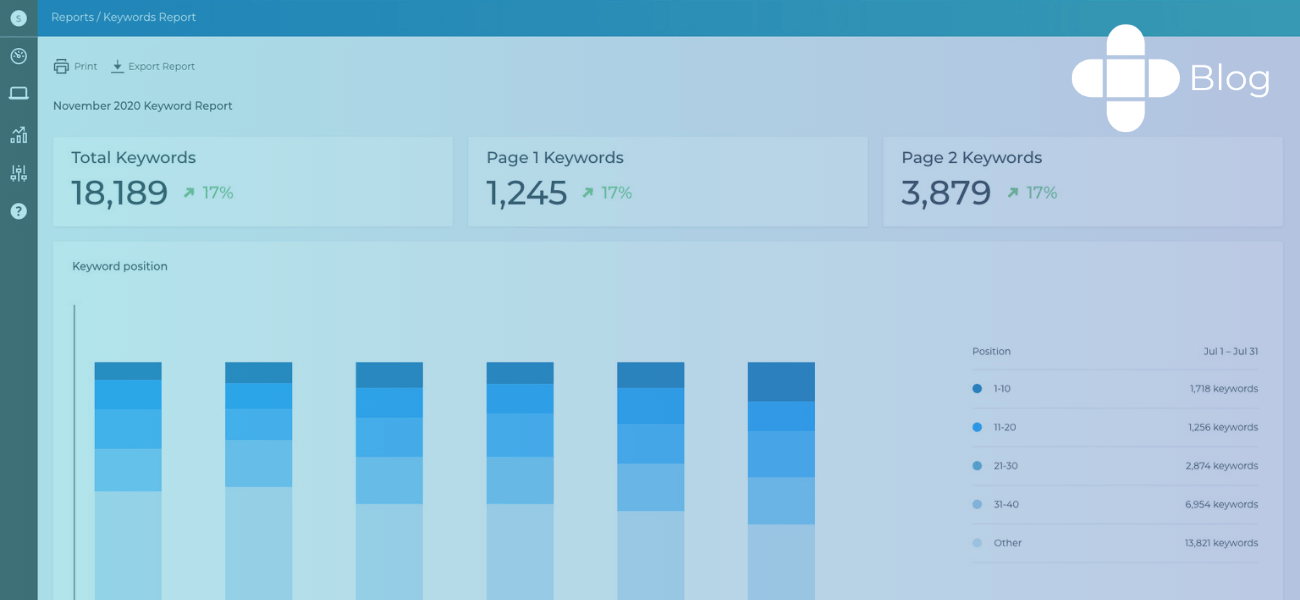 S
Reports / Keywords Report
Blog
Print Export Report
November 2020 Keyword Report
Total Keywords
18,189 17%
Page 1 Keywords
1,245 17%
Page 2 Keywords
3,879 17%
?
Keyword position
Position Jul 1 – Jul 31
1-10 1,718 keywords
11-20 1,256 keywords
21-30 2,874 keywords
31-40 6,954 keywords
Other 13,821 keywords